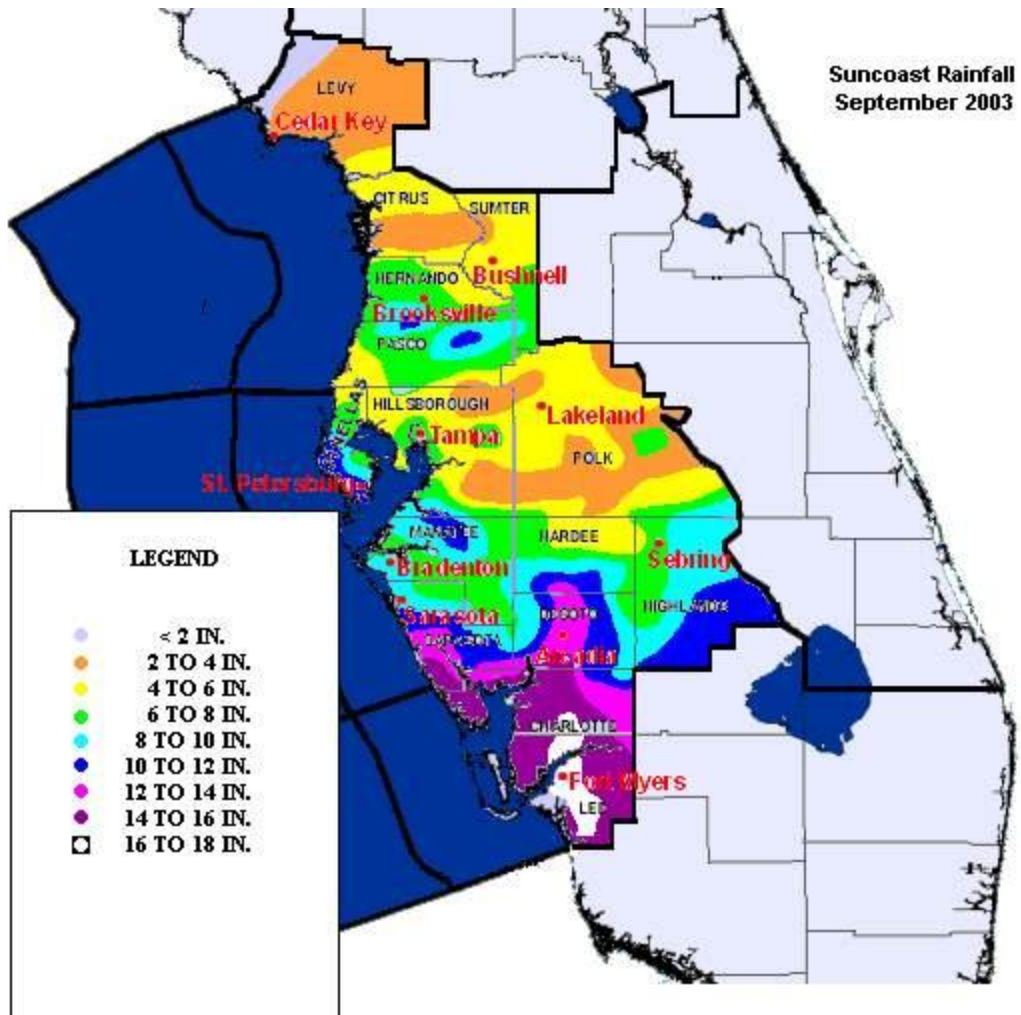 Suncoast Rainfall
September 2003
LEVY
Cedar Key
CITRUS
SUMTER
HERNANDO
Bushnell
Brooksville
PASCO
HILLSBOROUGH
Lakeland
Tampa
POLK
St. Petersburg
MANATEE
HARDEE
Sebring
Bradenton
HIGHLANDS
DESOTO
Sarasota
SARASOTA
Arcadia
CHARLOTTE
Fort Myers
LEE
LEGEND
< 2 IN.
2 TO 4 IN.
4 TO 6 IN.
6 TO 8 IN.
8 TO 10 IN.
10 TO 12 IN.
12 TO 14 IN.
14 TO 16 IN.
16 TO 18 IN.